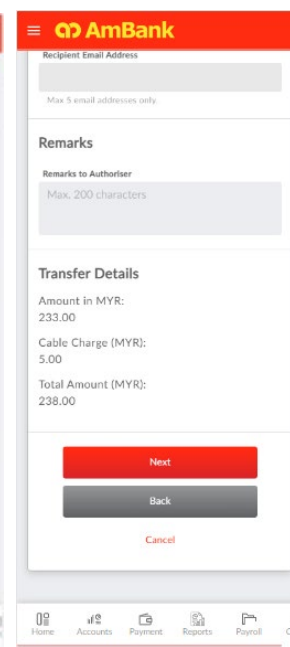 AmBank
Recipient Email Address
Max 5 email addresses only.
Remarks
Remarks to Authoriser
Max. 200 characters
Transfer Details
Amount in MYR:
233.00
Cable Charge (MYR):
5.00
Total Amount (MYR):
238.00
Next
Back
Cancel
Home Accounts Payment Reports Payroll